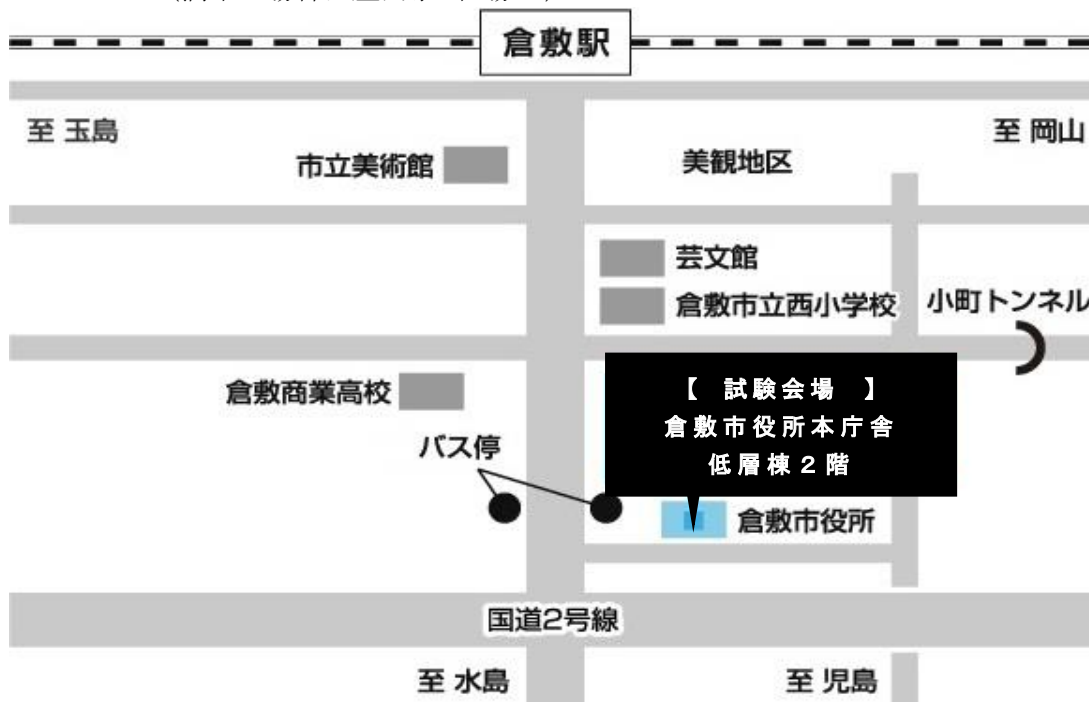 倉敷駅
至 玉島
至 岡山
市立美術館
美観地区
芸文館
倉敷市立西小学校
小町トンネル
倉敷商業高校
【 試験会場 】
倉敷市役所本庁舎
低層棟2階
バス停
倉敷市役所
国道2号線
至 水島
至 児島